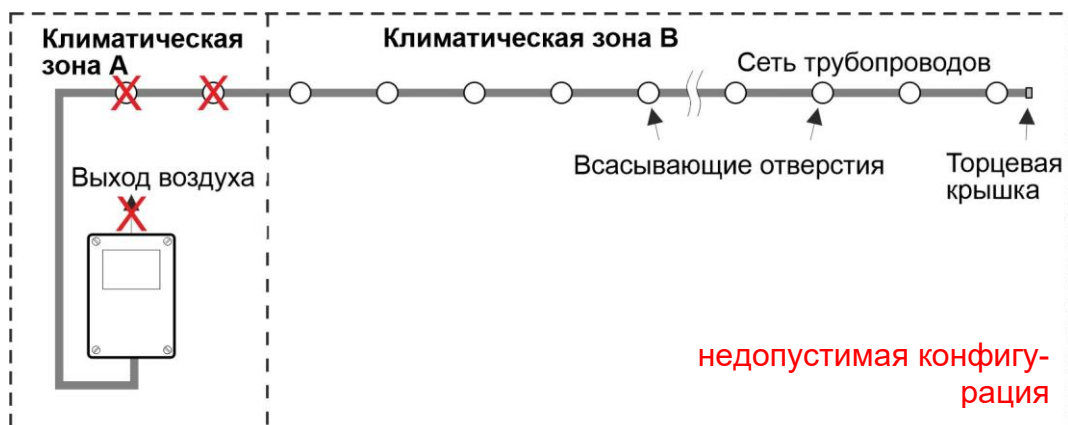 Климатическая
зона A
Климатическая зона B
Сеть трубопроводов
Всасывающие отверстия
Торцевая
крышка
Выход воздуха
недопустимая конфигу-
рация